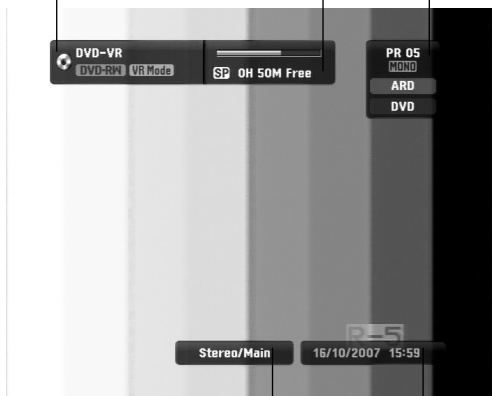 DVD-VR
DVD-RW VR Mode
SP 0H 50M Free
PR 05
MONO
ARD
DVD
R-5
Stereo/Main
16/10/2007 15:59